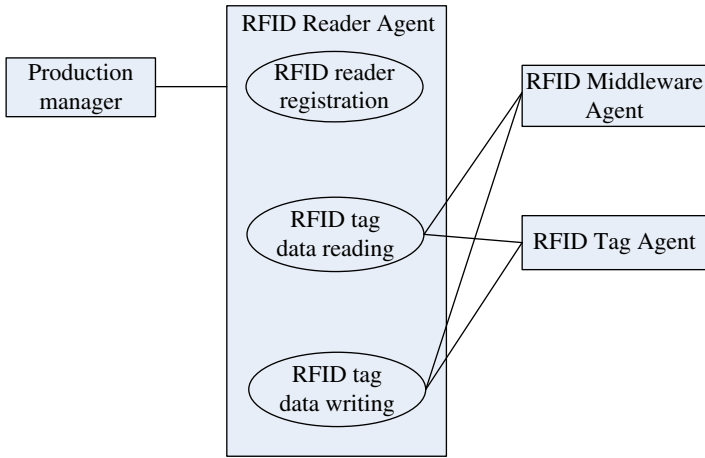 RFID Reader Agent
Production
manager
RFID reader
registration
RFID Middleware
Agent
RFID tag
data reading
RFID Tag Agent
RFID tag
data writing